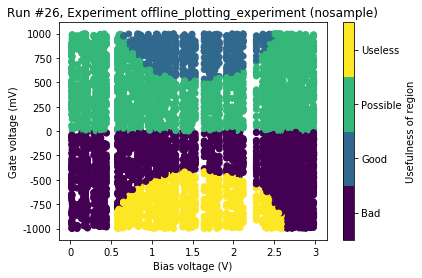 Run #26, Experiment offline_plotting_experiment (nosample)
1000
750
500
250
0
-250
-500
-750
-1000
Gate voltage (mV)
0
0.5
1
1.5
2
2.5
3
Bias voltage (V)
Useless
Possible
Good
Bad
Usefulness of region